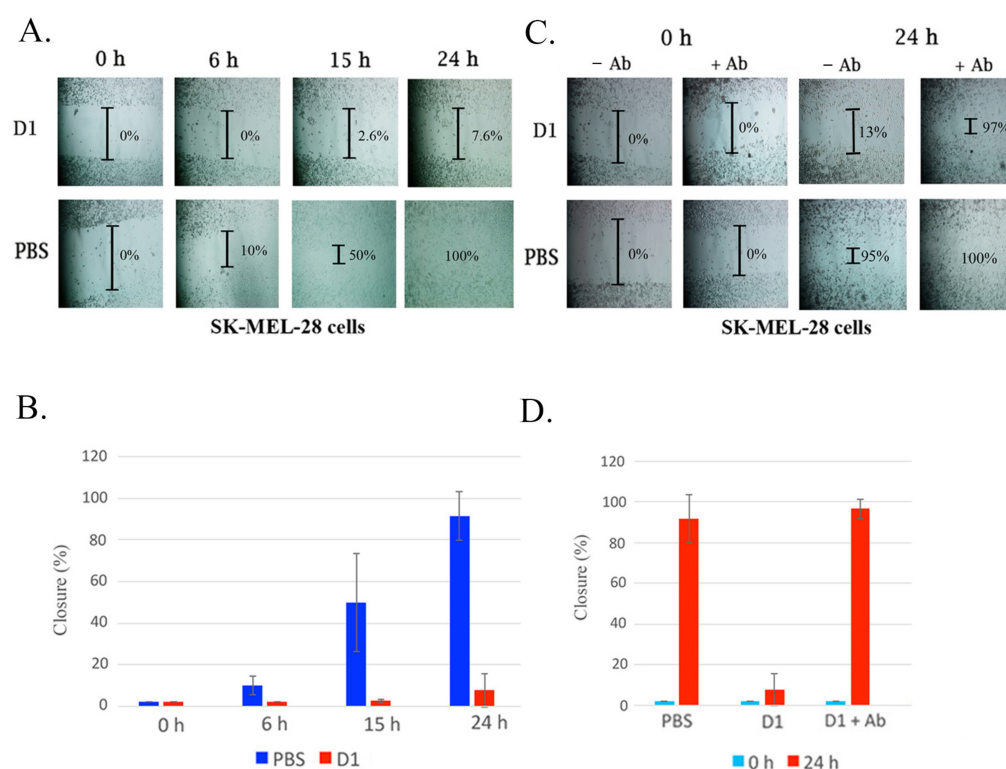 A.
0 h 6 h 15 h 24 h
D1 0% 0% 2.6% 7.6%
PBS 0% 10% 50% 100%
SK-MEL-28 cells
C.
0 h 24 h
− Ab + Ab − Ab + Ab
D1 0% 0% 13% 97%
PBS 0% 0% 95% 100%
SK-MEL-28 cells
B.
Closure (%)
120
100
80
60
40
20
0
0 h 6 h 15 h 24 h
PBS D1
D.
Closure (%)
120
100
80
60
40
20
0
PBS D1 D1 + Ab
0 h 24 h